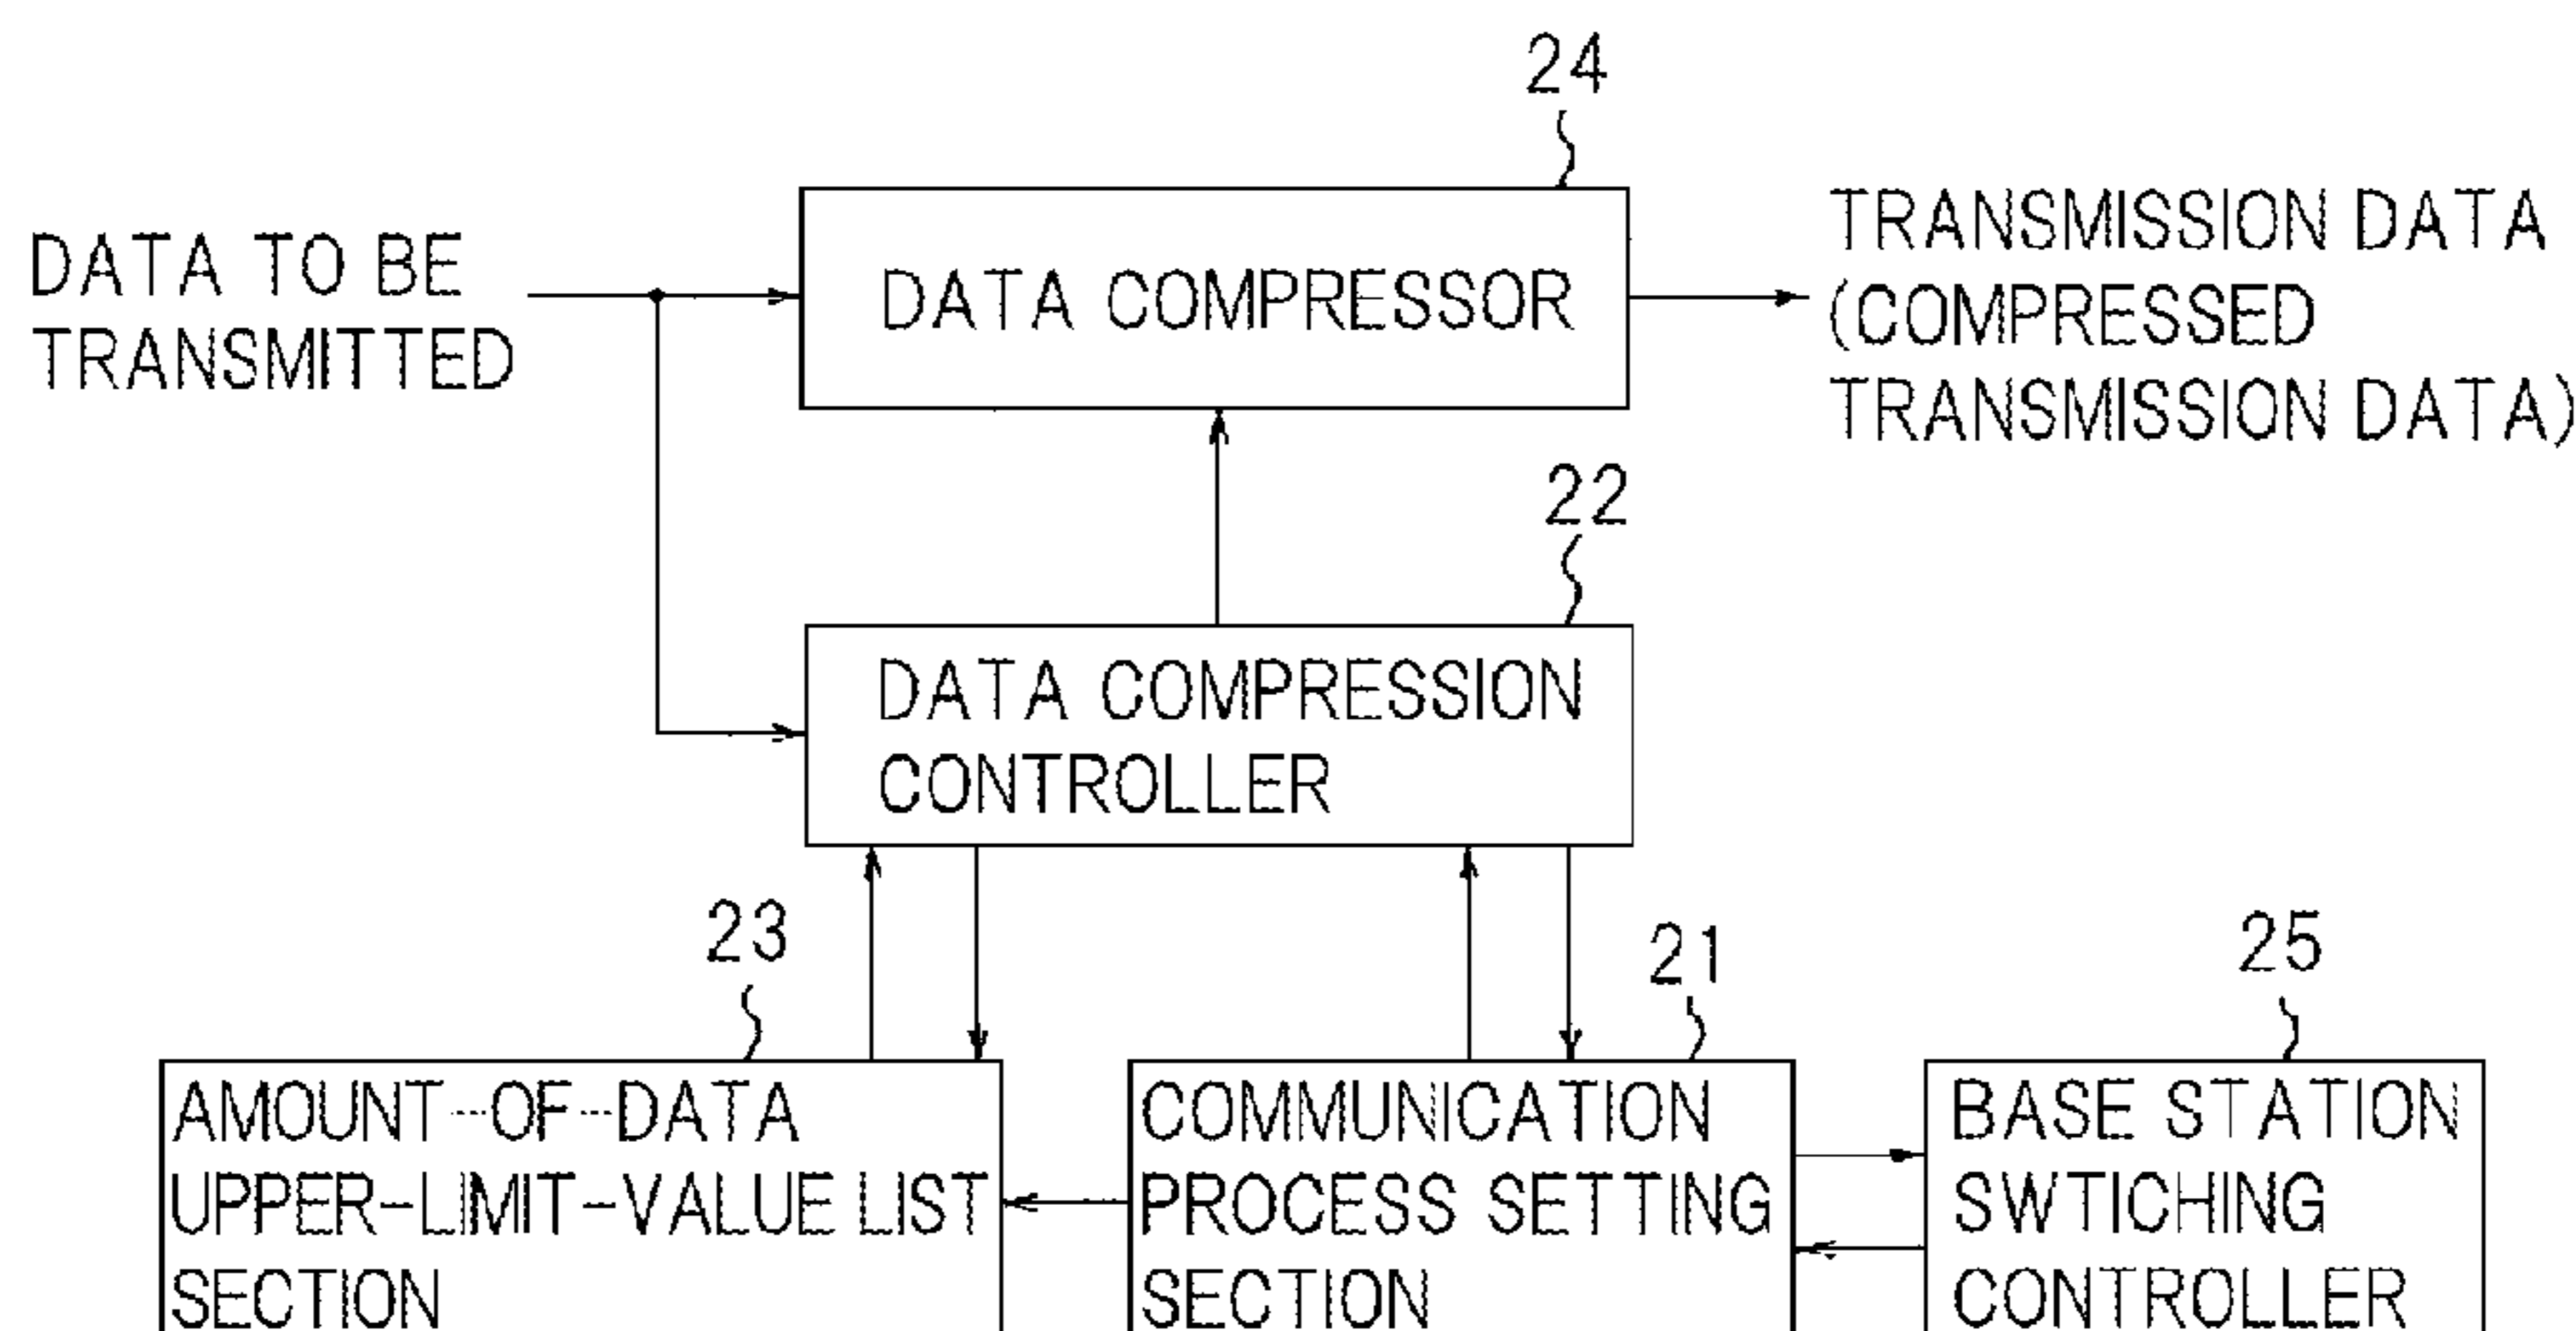 24
DATA TO BE
TRANSMITTED
DATA COMPRESSOR
TRANSMISSION DATA
(COMPRESSED
TRANSMISSION DATA)
22
DATA COMPRESSION
CONTROLLER
23
21
25
AMOUNT-OF-DATA
UPPER-LIMIT-VALUE LIST
SECTION
COMMUNICATION
PROCESS SETTING
SECTION
BASE STATION
SWTICHING
CONTROLLER